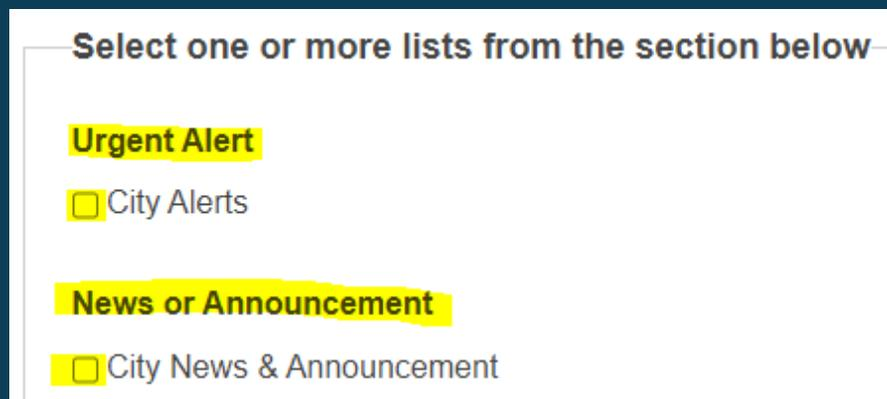 Select one or more lists from the section below
Urgent Alert
City Alerts
News or Announcement
City News & Announcement